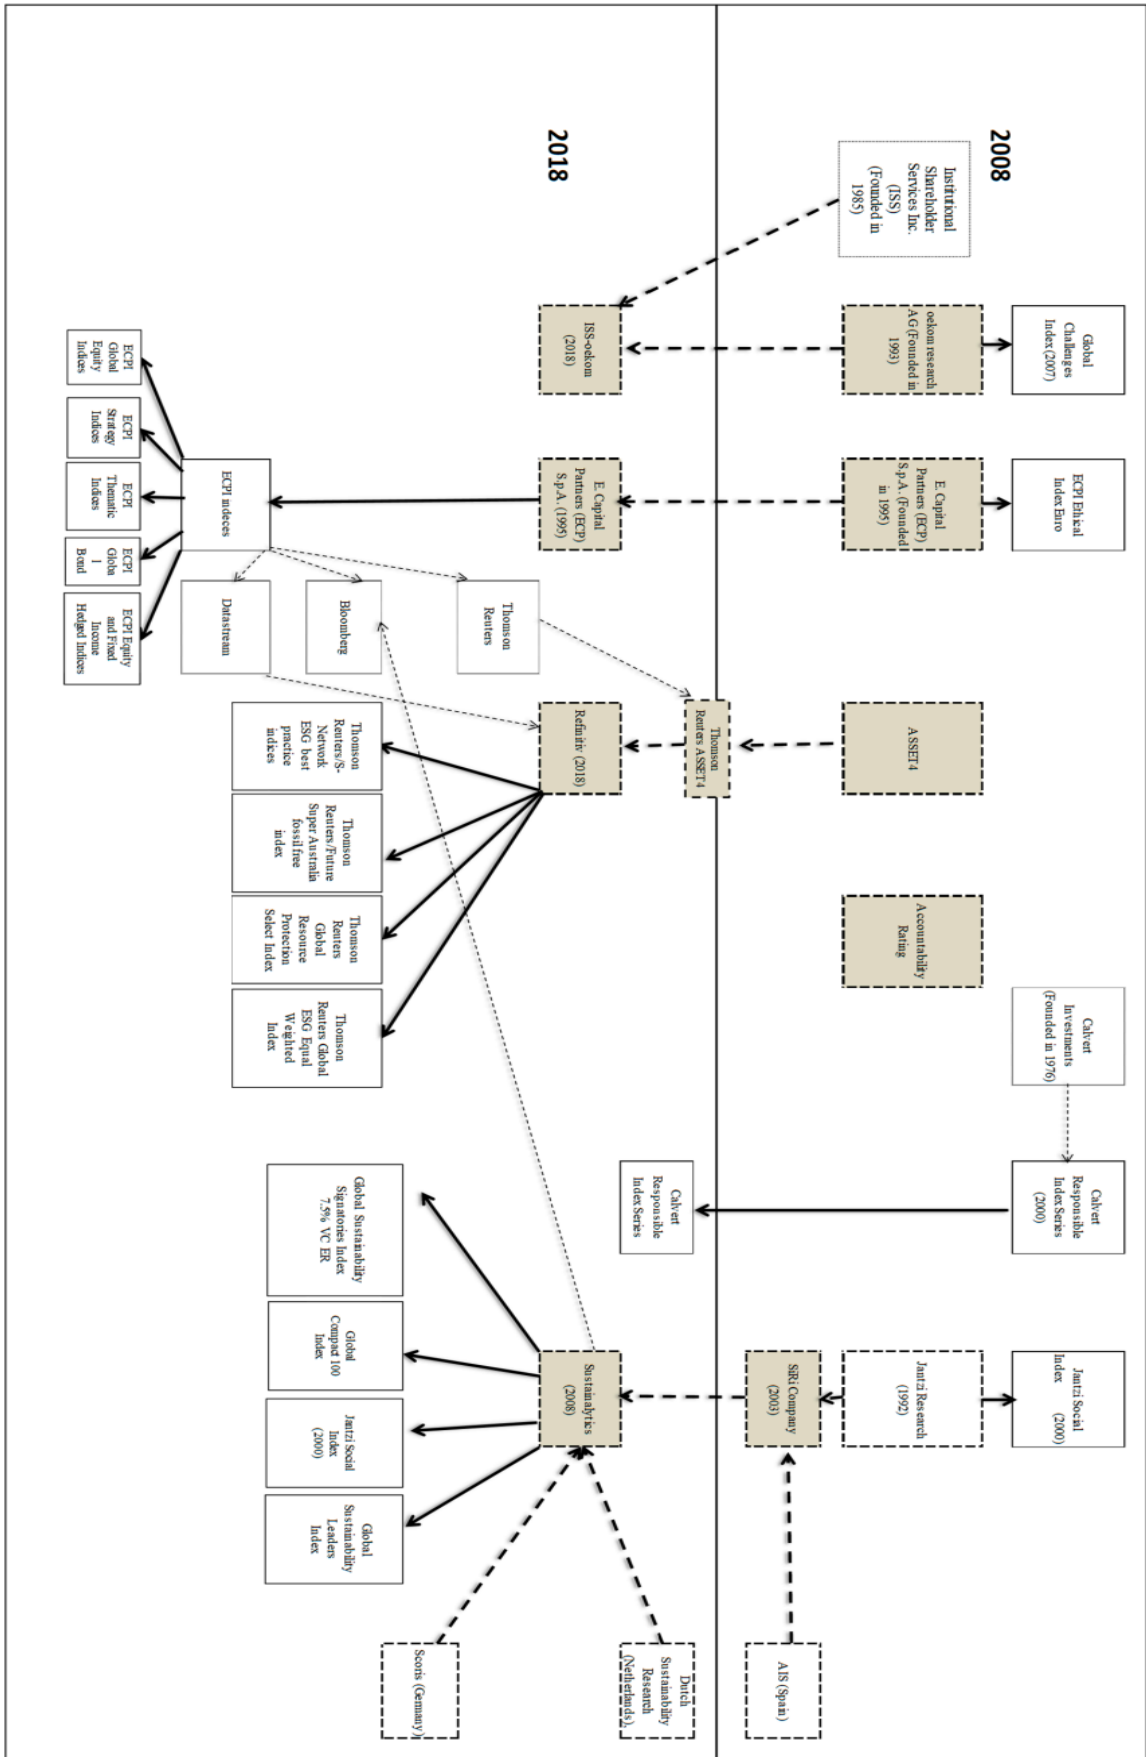 2008
Global
Challenges
Index (2007)
ECPI Ethical
Index Euro
Calvert
Investments
(Founded in 1976)
Calvert
Responsible
Index Series
(2000)
Jantzi Social
Index (2000)
Institutional
Shareholder
Services Inc.
(ISS)
(Founded in
1985)
oekom research
AG (Founded in
1993)
E. Capital
Partners (ECP)
S.p.A. (Founded
in 1995)
ASSET4
Accountability
Rating
Jantzi Research
(1992)
SiRi Company
(2003)
AIS (Spain)
Thomson
Reuters ASSET4
2018
Calvert
Responsible
Index Series
Dutch
Sustainability
Research
(Netherlands),
ISS-oekom
(2018)
E. Capital
Partners (ECP)
S.p.A. (1995)
Refinitiv (2018)
Sustainalytics
(2008)
Thomson
Reuters
Scoris (Germany)
Bloomberg
Thomson
Reuters/S-
Network
ESG best
practice
indices
Thomson
Reuters/Future
Super Australia
fossil free
index
Thomson
Reuters
Global
Resource
Protection
Select Index
Thomson
Reuters Global
ESG Equal
Weighted
Index
Global Sustainability
Signatories Index
7.5% VC ER
Global
Compact 100
Index
Jantzi Social
Index
(2000)
Global
Sustainability
Leaders
Index
ECPI indeces
Datastream
ECPI
Global
Equity
Indices
ECPI
Strategy
Indices
ECPI
Thematic
Indices
ECPI
Globa
l
Bond
ECPI Equity
and Fixed
Income
Hedged Indices